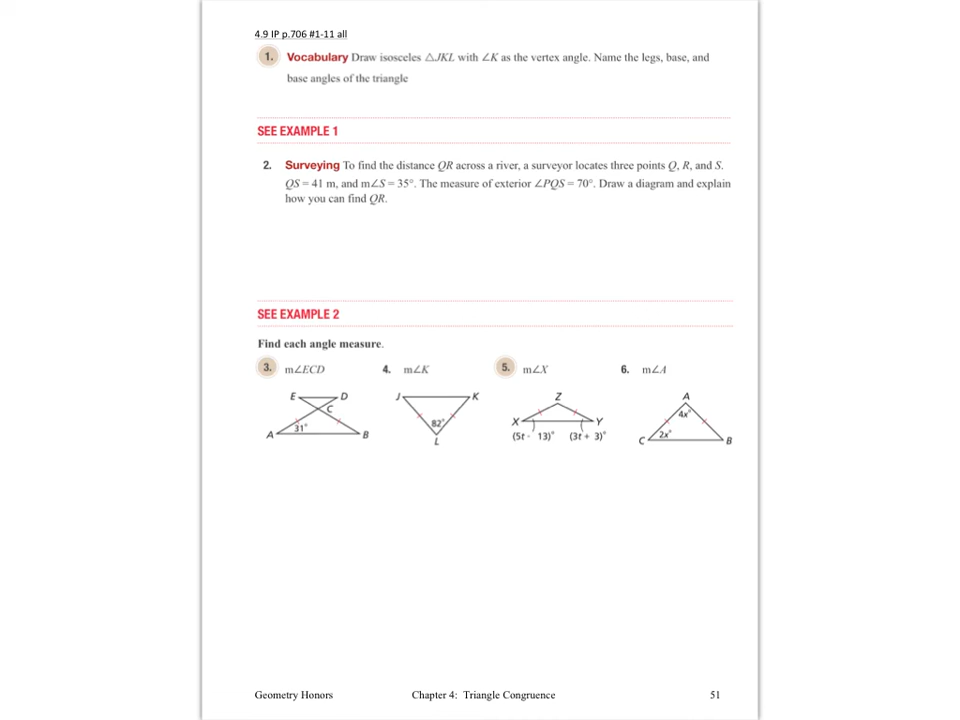 4.9 IP p.706 #1-11 all
1. Vocabulary Draw isosceles △JKL with ∠K as the vertex angle. Name the legs, base, and
base angles of the triangle
SEE EXAMPLE 1
2. Surveying To find the distance QR across a river, a surveyor locates three points Q, R, and S.
QS = 41 m, and m∠S = 35°. The measure of exterior ∠PQS = 70°. Draw a diagram and explain
how you can find QR.
SEE EXAMPLE 2
Find each angle measure.
3. m∠ECD 4. m∠K 5. m∠X 6. m∠A
E D C 31° A B
J K 82° L
Z X Y (5t - 13)° (3t + 3)°
A 4x° 2x° C B
Geometry Honors Chapter 4: Triangle Congruence 51